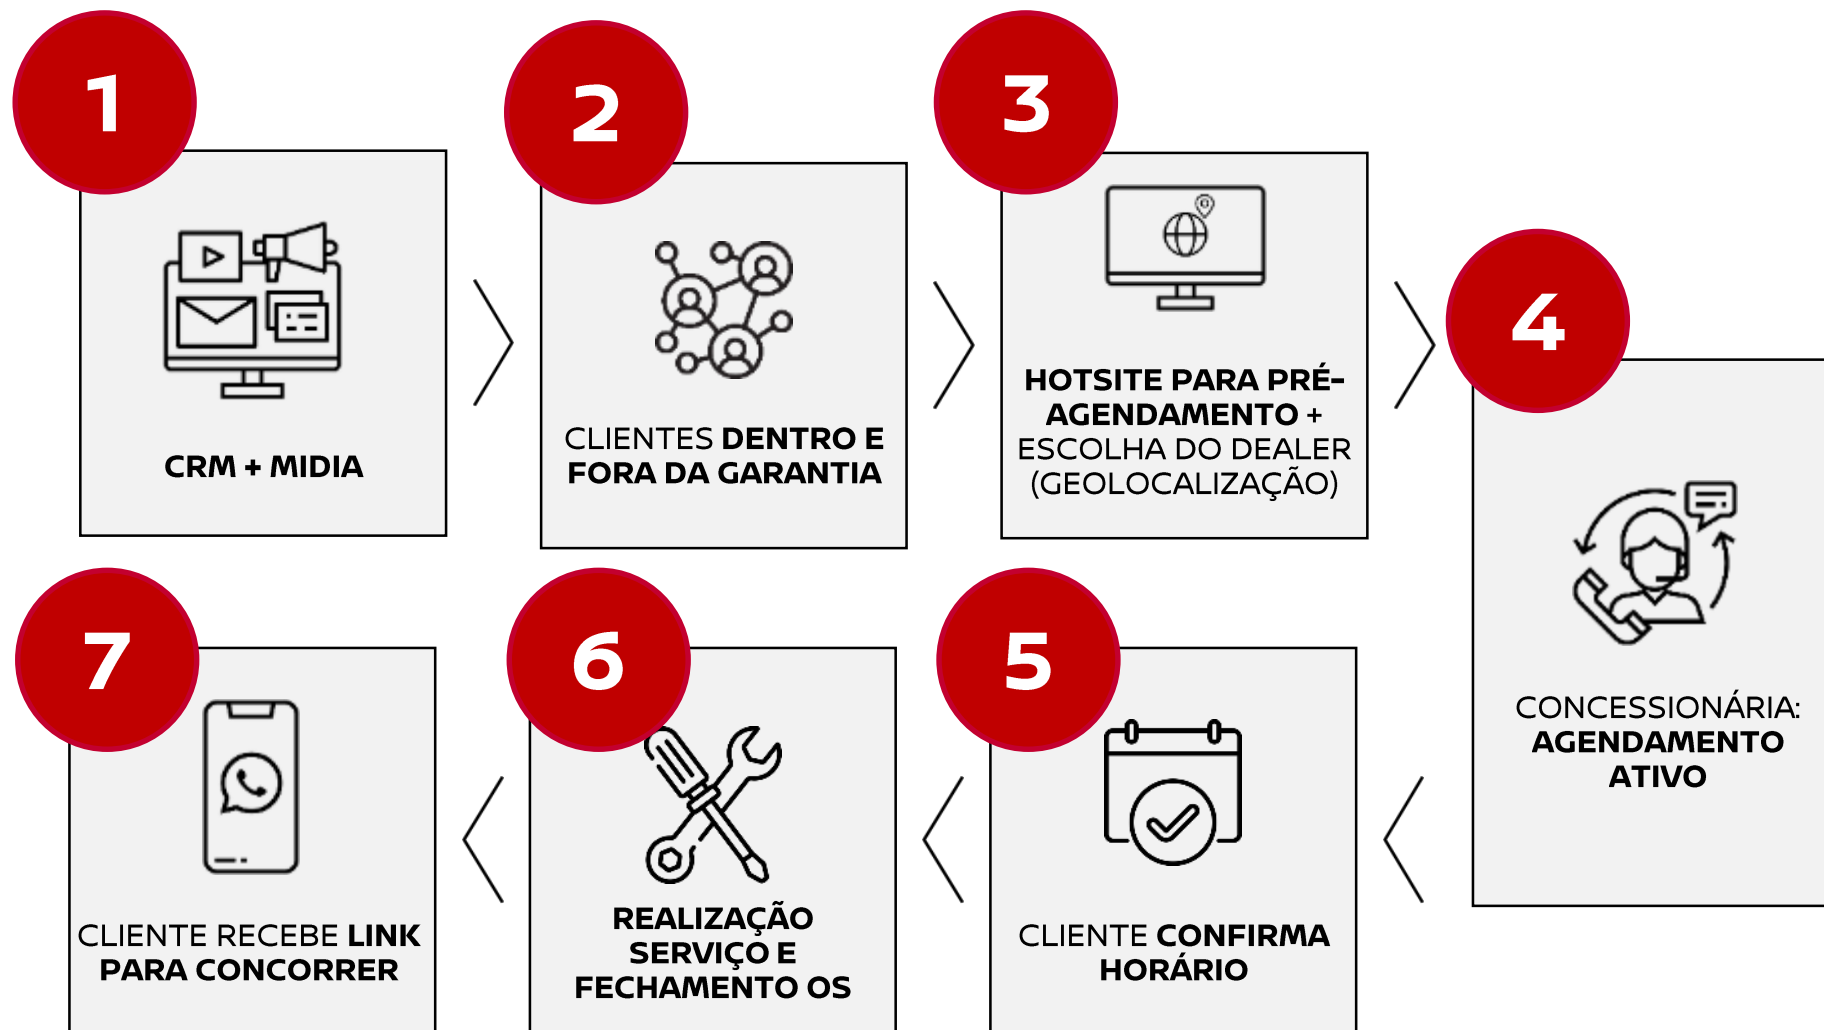 1
CRM + MIDIA
2
CLIENTES DENTRO E
FORA DA GARANTIA
3
HOTSITE PARA PRÉ-
AGENDAMENTO +
ESCOLHA DO DEALER
(GEOLOCALIZAÇÃO)
4
CONCESSIONÁRIA:
AGENDAMENTO
ATIVO
5
CLIENTE CONFIRMA
HORÁRIO
6
REALIZAÇÃO
SERVIÇO E
FECHAMENTO OS
7
CLIENTE RECEBE LINK
PARA CONCORRER